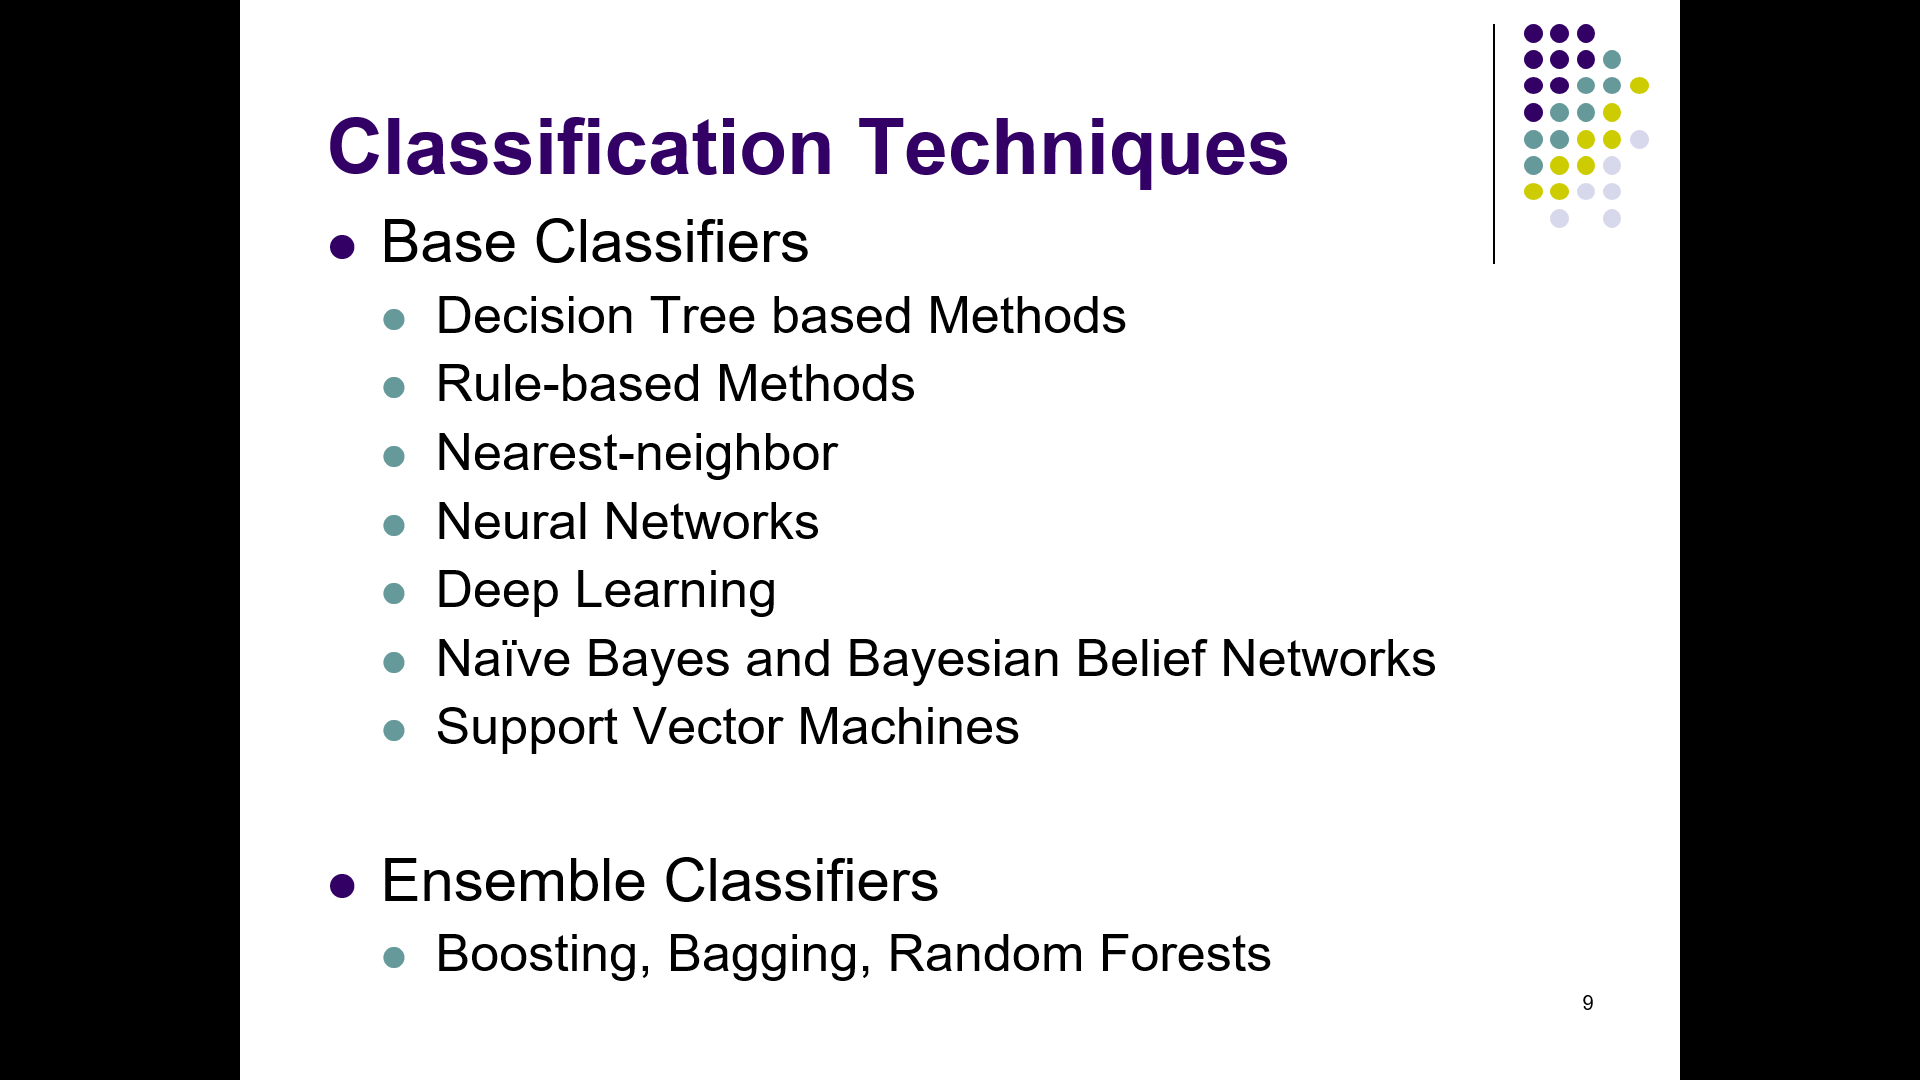 Classification Techniques
Base Classifiers
Decision Tree based Methods
Rule-based Methods
Nearest-neighbor
Neural Networks
Deep Learning
Naïve Bayes and Bayesian Belief Networks
Support Vector Machines
Ensemble Classifiers
Boosting, Bagging, Random Forests
9